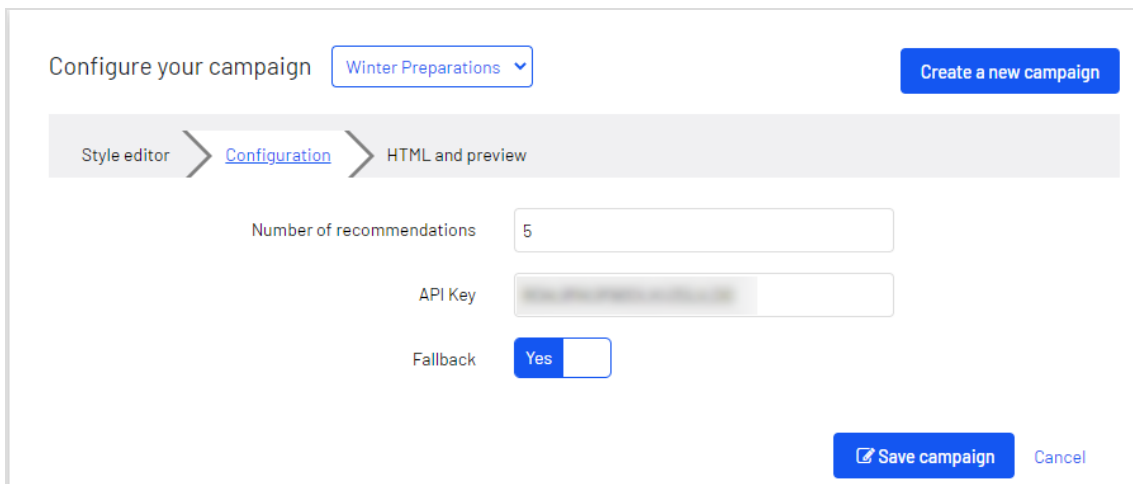 Configure your campaign Winter Preparations Create a new campaign
Style editor Configuration HTML and preview
Number of recommendations 5
API Key
Fallback Yes
Save campaign Cancel